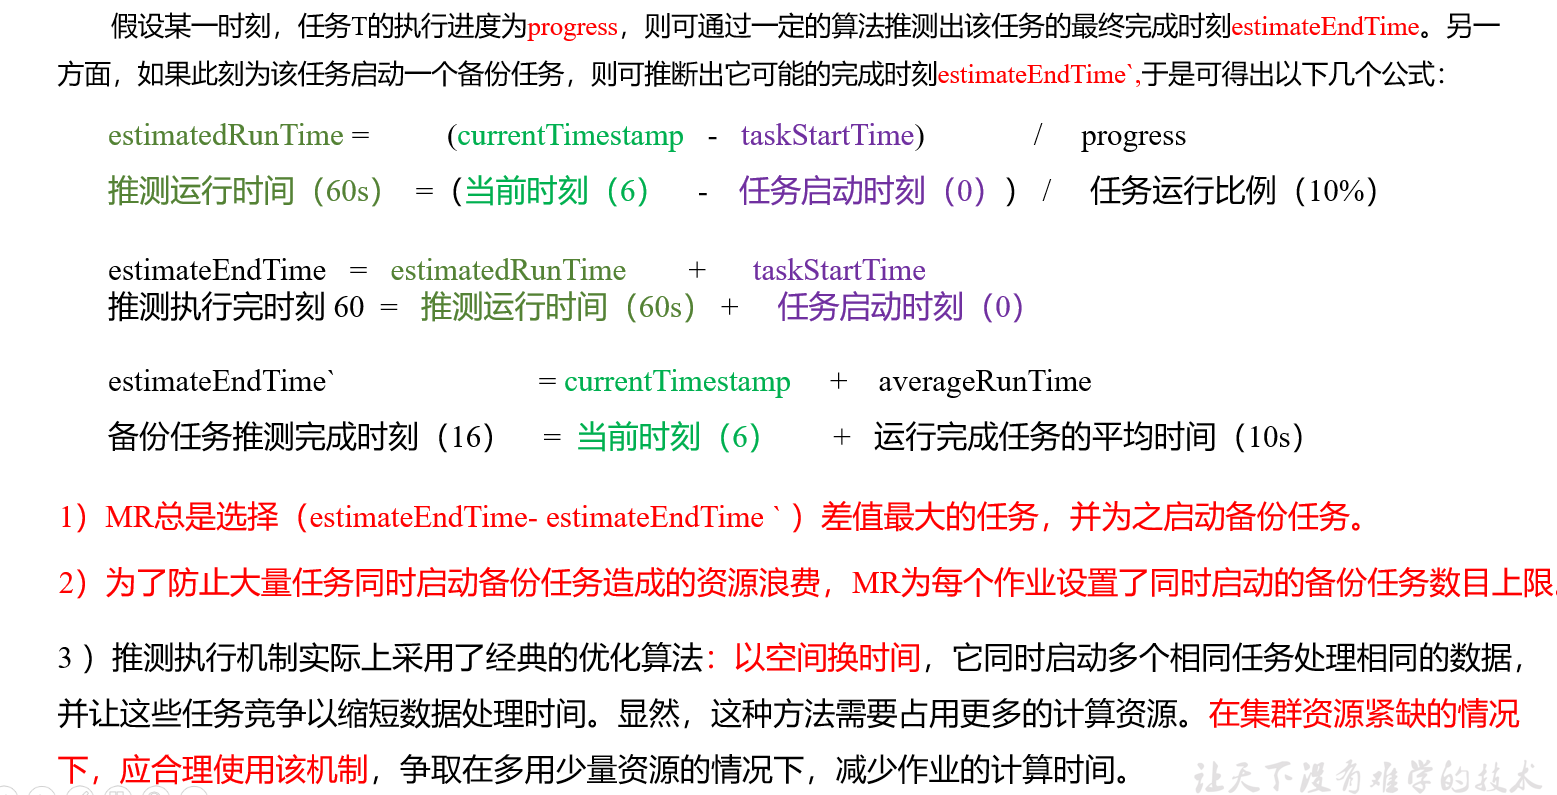 假设某一时刻，任务T的执行进度为progress，则可通过一定的算法推测出该任务的最终完成时刻estimateEndTime。另一
方面，如果此刻为该任务启动一个备份任务，则可推断出它可能的完成时刻estimateEndTime`,于是可得出以下几个公式：
estimatedRunTime = (currentTimestamp - taskStartTime) / progress
推测运行时间（60s） =（当前时刻（6） - 任务启动时刻（0）） / 任务运行比例（10%）
estimateEndTime = estimatedRunTime + taskStartTime
推测执行完时刻 60 = 推测运行时间（60s） + 任务启动时刻（0）
estimateEndTime` = currentTimestamp + averageRunTime
备份任务推测完成时刻（16） = 当前时刻（6） + 运行完成任务的平均时间（10s）
1）MR总是选择（estimateEndTime- estimateEndTime ` ）差值最大的任务，并为之启动备份任务。
2）为了防止大量任务同时启动备份任务造成的资源浪费，MR为每个作业设置了同时启动的备份任务数目上限.
3 ）推测执行机制实际上采用了经典的优化算法：以空间换时间，它同时启动多个相同任务处理相同的数据，
并让这些任务竞争以缩短数据处理时间。显然，这种方法需要占用更多的计算资源。在集群资源紧缺的情况
下，应合理使用该机制，争取在多用少量资源的情况下，减少作业的计算时间。
让天下没有难学的技术